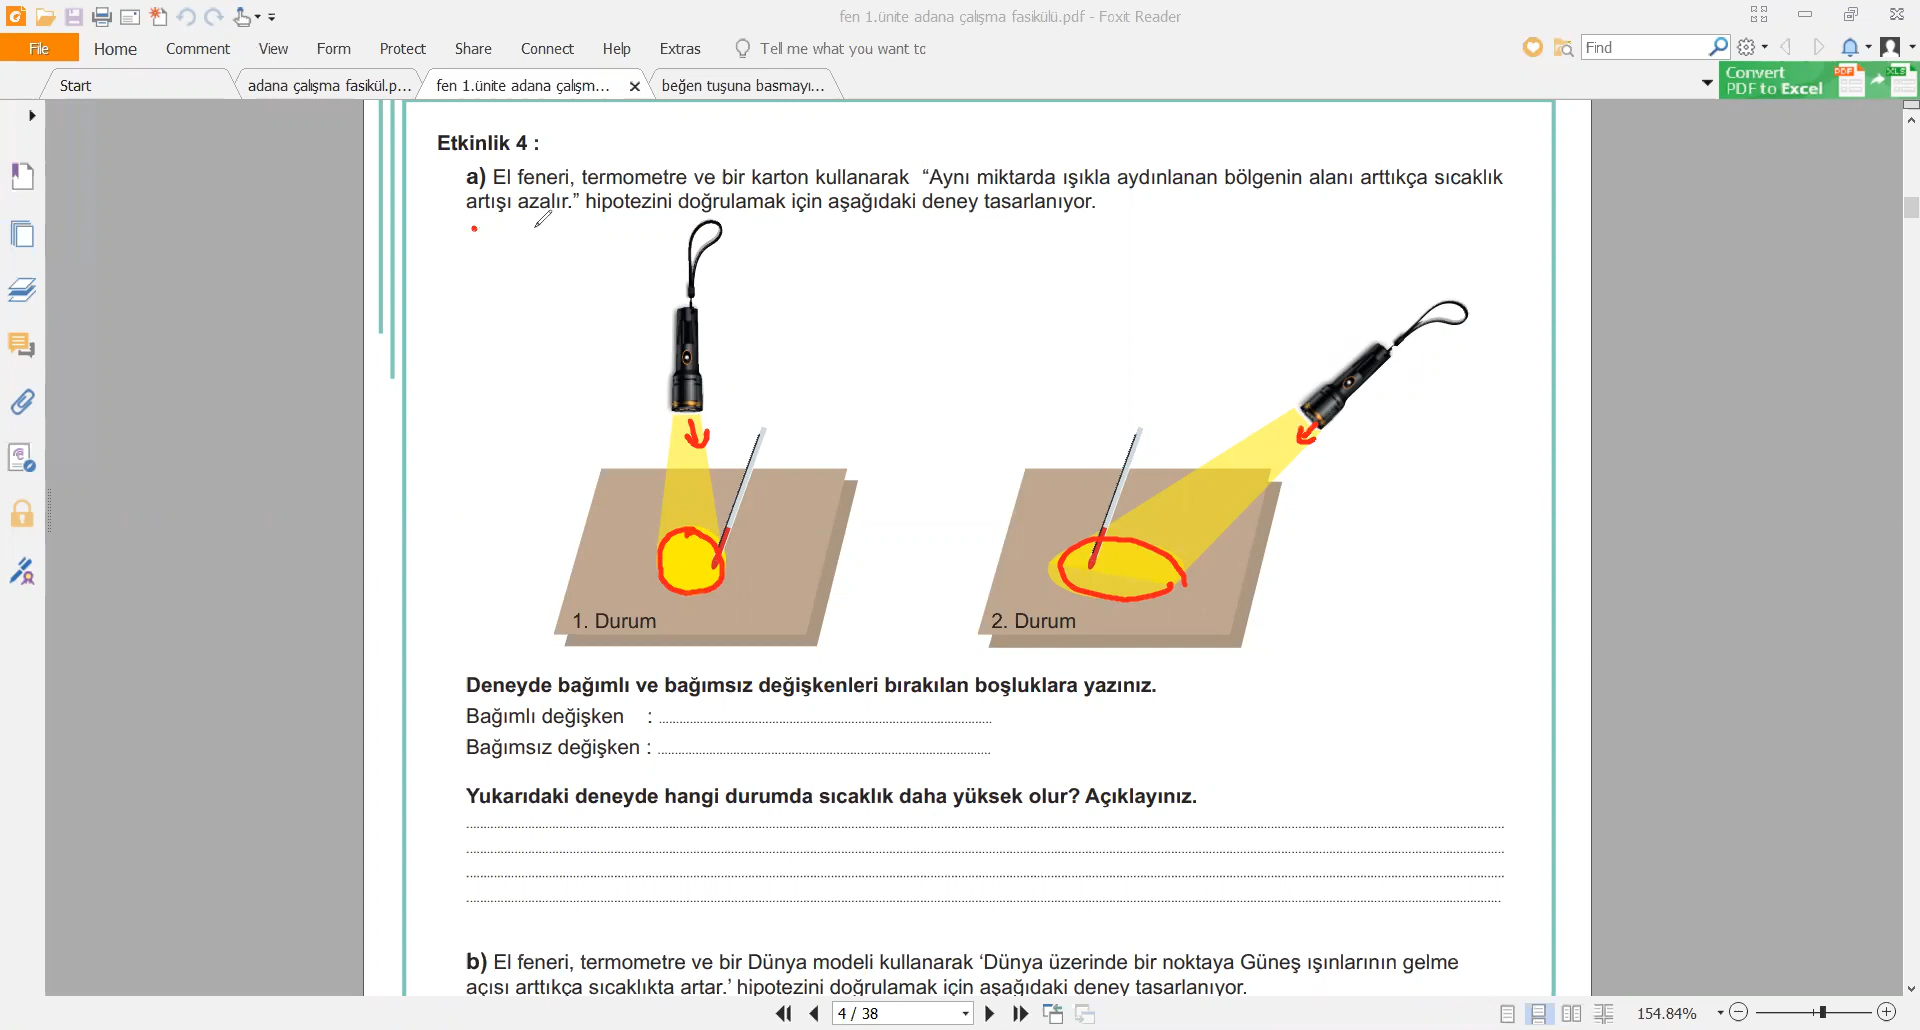 fen 1.ünite adana çalışma fasikülü.pdf - Foxit Reader
File Home Comment View Form Protect Share Connect Help Extras Tell me what you want to Find
Start adana çalışma fasikül.p... fen 1.ünite adana çalışm... beğen tuşuna basmayı...
Convert
PDF to Excel
PDF XLS
Etkinlik 4 :
a) El feneri, termometre ve bir karton kullanarak “Aynı miktarda ışıkla aydınlanan bölgenin alanı arttıkça sıcaklık
artışı azalır.” hipotezini doğrulamak için aşağıdaki deney tasarlanıyor.
1. Durum
2. Durum
Deneyde bağımlı ve bağımsız değişkenleri bırakılan boşluklara yazınız.
Bağımlı değişken :
Bağımsız değişken :
Yukarıdaki deneyde hangi durumda sıcaklık daha yüksek olur? Açıklayınız.
b) El feneri, termometre ve bir Dünya modeli kullanarak ‘Dünya üzerinde bir noktaya Güneş ışınlarının gelme
açısı arttıkça sıcaklıkta artar.’ hipotezini doğrulamak için aşağıdaki deney tasarlanıyor.
4 / 38 154.84%